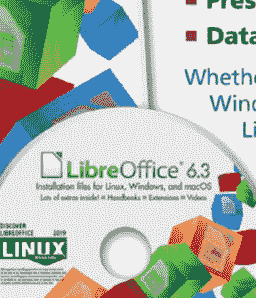 ■ Pres
■ Data
Whethe
Wind
Li
LibreOffice® 6.3
Installation files for Linux, Windows, and macOS
Lots of extras inside! ■ Handbooks ■ Extensions ■ Videos
DISCOVER
LIBREOFFICE 2019
LINUX